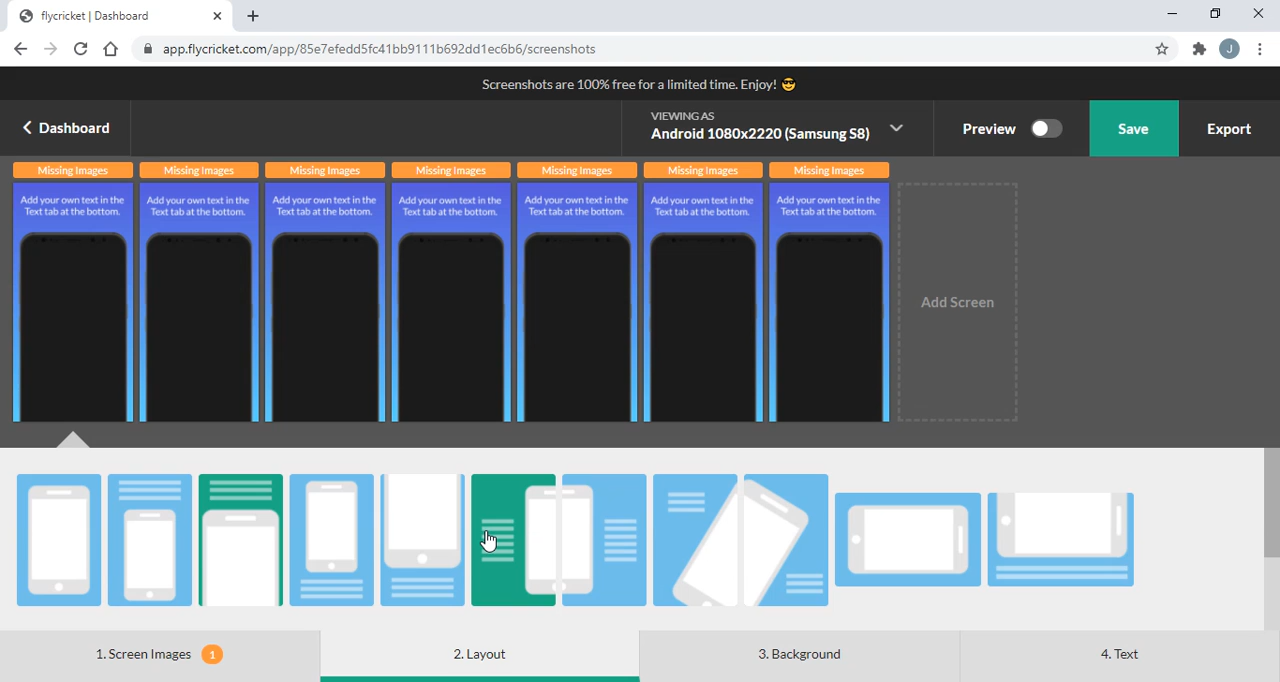 flycricket | Dashboard
app.flycricket.com/app/85e7efedd5fc41bb9111b692dd1ec6b6/screenshots
J
Screenshots are 100% free for a limited time. Enjoy! 😎
Dashboard
VIEWING AS
Android 1080x2220 (Samsung S8)
Preview
Save
Export
Missing Images Missing Images Missing Images Missing Images Missing Images Missing Images Missing Images
Add your own text in the
Text tab at the bottom.
Add your own text in the
Text tab at the bottom.
Add your own text in the
Text tab at the bottom.
Add your own text in the
Text tab at the bottom.
Add your own text in the
Text tab at the bottom.
Add your own text in the
Text tab at the bottom.
Add your own text in the
Text tab at the bottom.
Add Screen
1. Screen Images 1
2. Layout
3. Background
4. Text